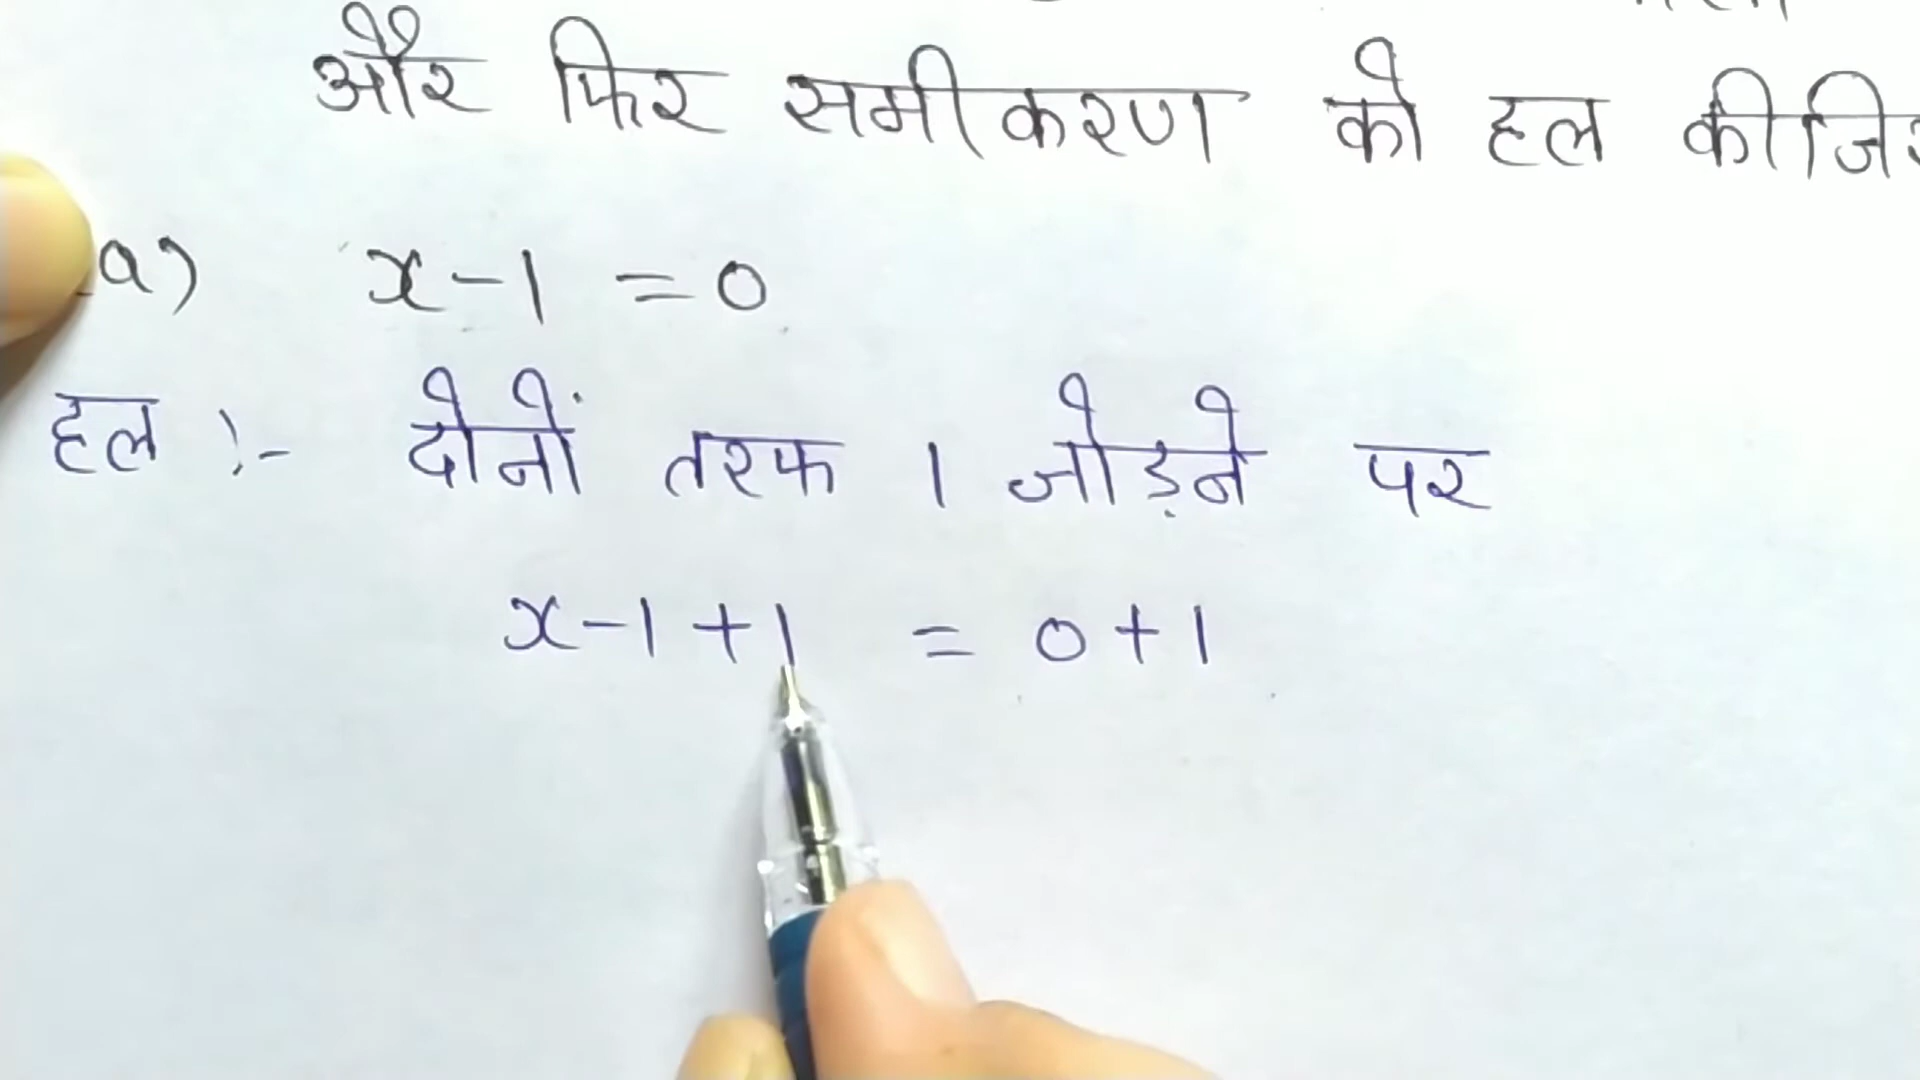 और फिर समीकरण को हल
a) x-1 = 0
हल :- दोनों तरफ 1 जोड़ने पर
x-1+1 = 0+1